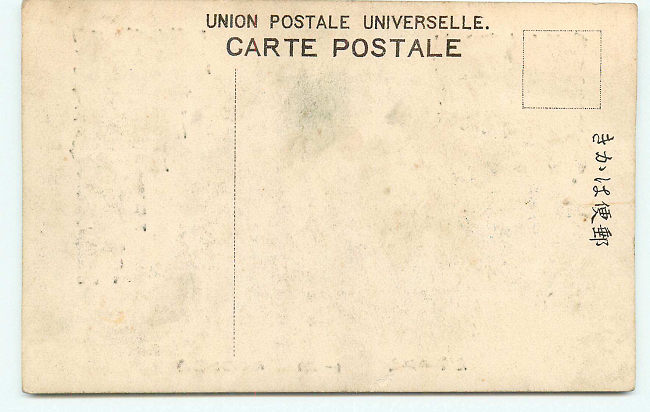 UNION POSTALE UNIVERSELLE.
CARTE POSTALE
郵便はかき